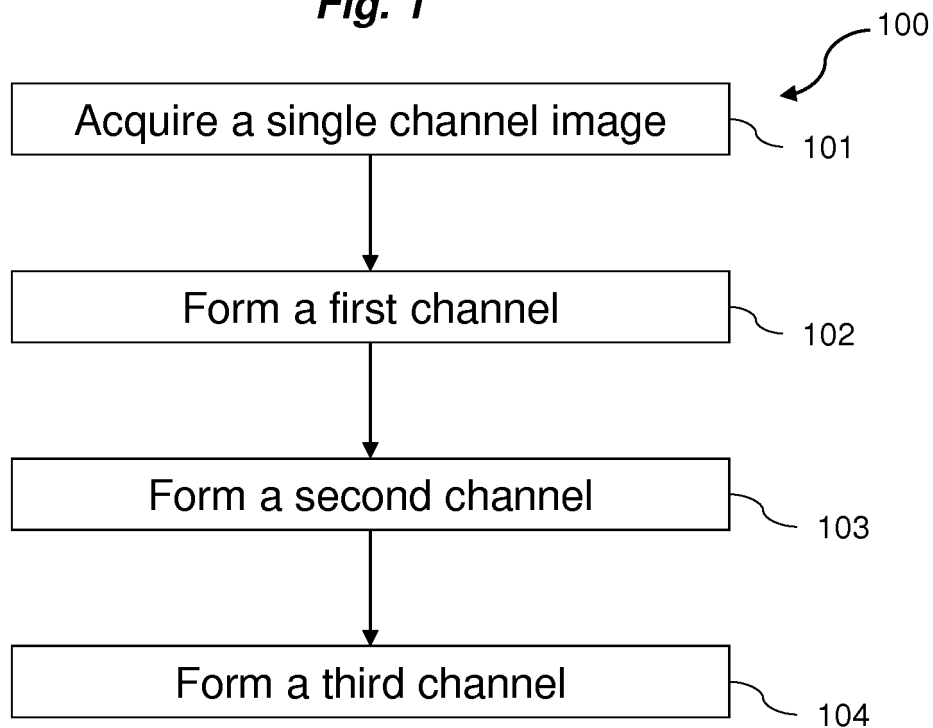 Fig. 1
100
Acquire a single channel image
101
Form a first channel
102
Form a second channel
103
Form a third channel
104